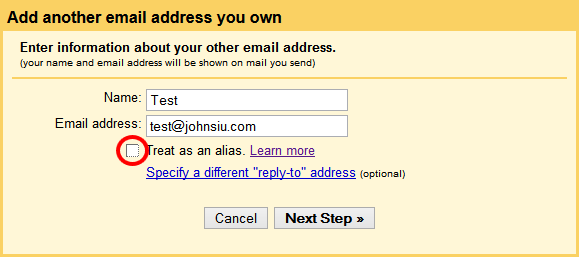 Add another email address you own
Enter information about your other email address.
(your name and email address will be shown on mail you send)
Name: Test
Email address: test@johnsiu.com
Treat as an alias. Learn more
Specify a different "reply-to" address (optional)
Cancel Next Step »